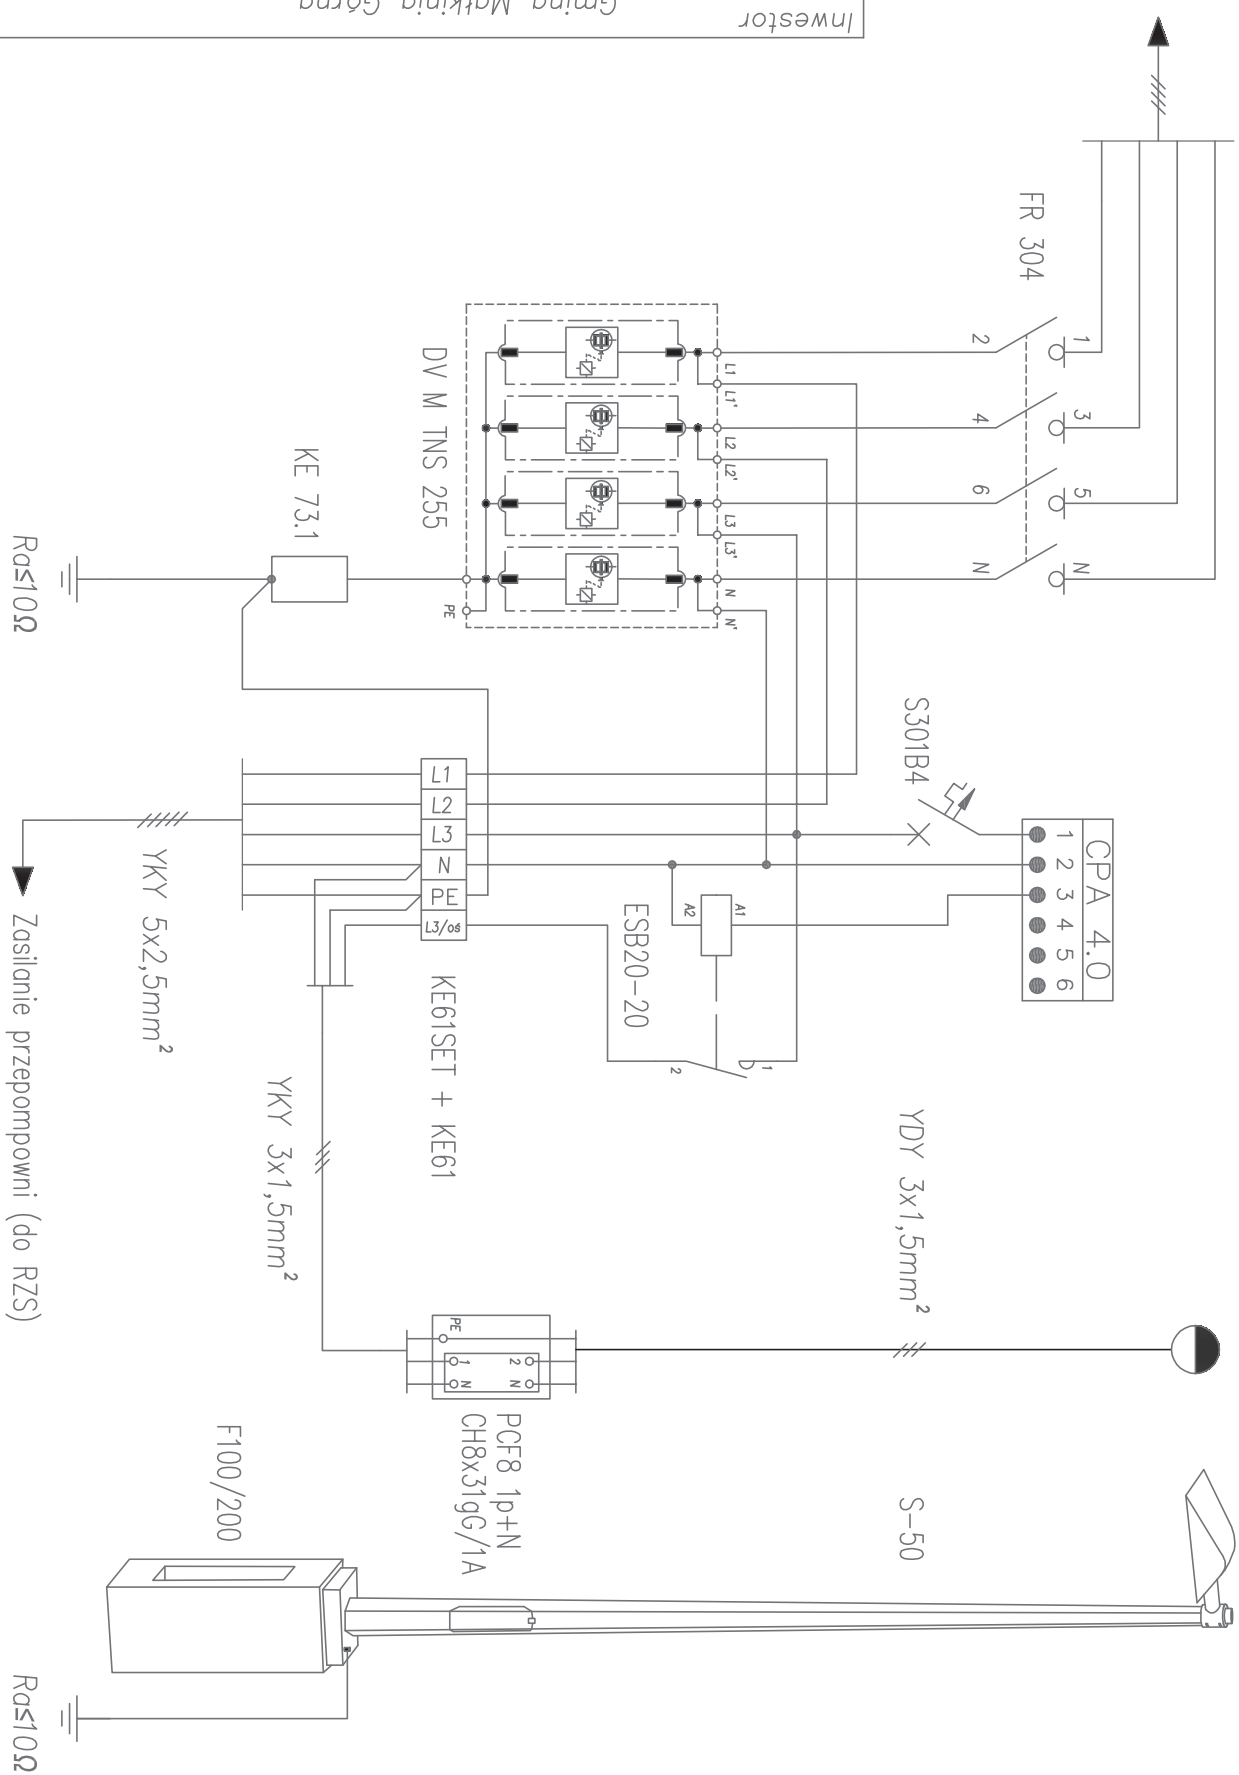 Inwestor
Gmina Małkinia Górna
FR 304
1
3
5
N
2
4
6
N
L1
L1'
L2
L2'
L3
L3'
N
N'
PE
DV M TNS 255
KE 73.1
Ra≤10Ω
S301B4
CPA 4.0
1
2
3
4
5
6
A1
A2
ESB20-20
1
2
L1
L2
L3
N
PE
L3/oś
KE61SET + KE61
YKY 5x2,5mm²
Zasilanie przepompowni (do RZS)
YKY 3x1,5mm²
YDY 3x1,5mm²
PE
1
N
2
N
PCF8 1p+N
CH8x31gG/1A
S-50
F100/200
Ra≤10Ω